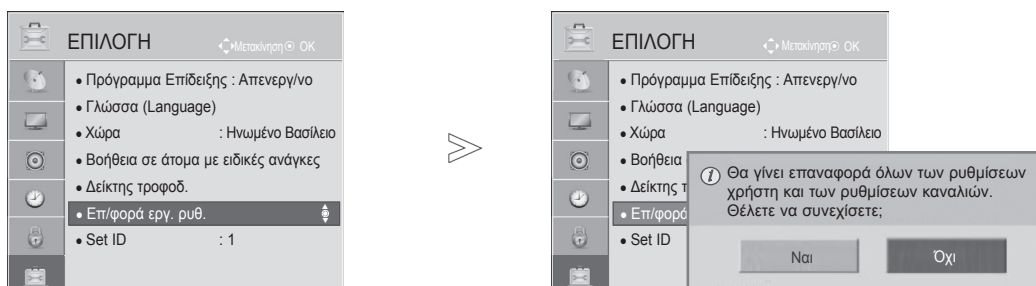 ΕΠΙΛΟΓΗ
Μετακίνηση OK
• Πρόγραμμα Επίδειξης : Απενεργ/νο
• Γλώσσα (Language)
• Χώρα : Ηνωμένο Βασίλειο
• Βοήθεια σε άτομα με ειδικές ανάγκες
• Δείκτης τροφοδ.
• Επ/φορά εργ. ρυθ.
• Set ID : 1
ΕΠΙΛΟΓΗ
Μετακίνηση OK
• Πρόγραμμα Επίδειξης : Απενεργ/νο
• Γλώσσα (Language)
• Χώρα : Ηνωμένο Βασίλειο
• Βοήθεια
• Δείκτης τ
• Επ/φορά
• Set ID
Θα γίνει επαναφορά όλων των ρυθμίσεων
χρήστη και των ρυθμίσεων καναλιών.
Θέλετε να συνεχίσετε;
Ναι Όχι